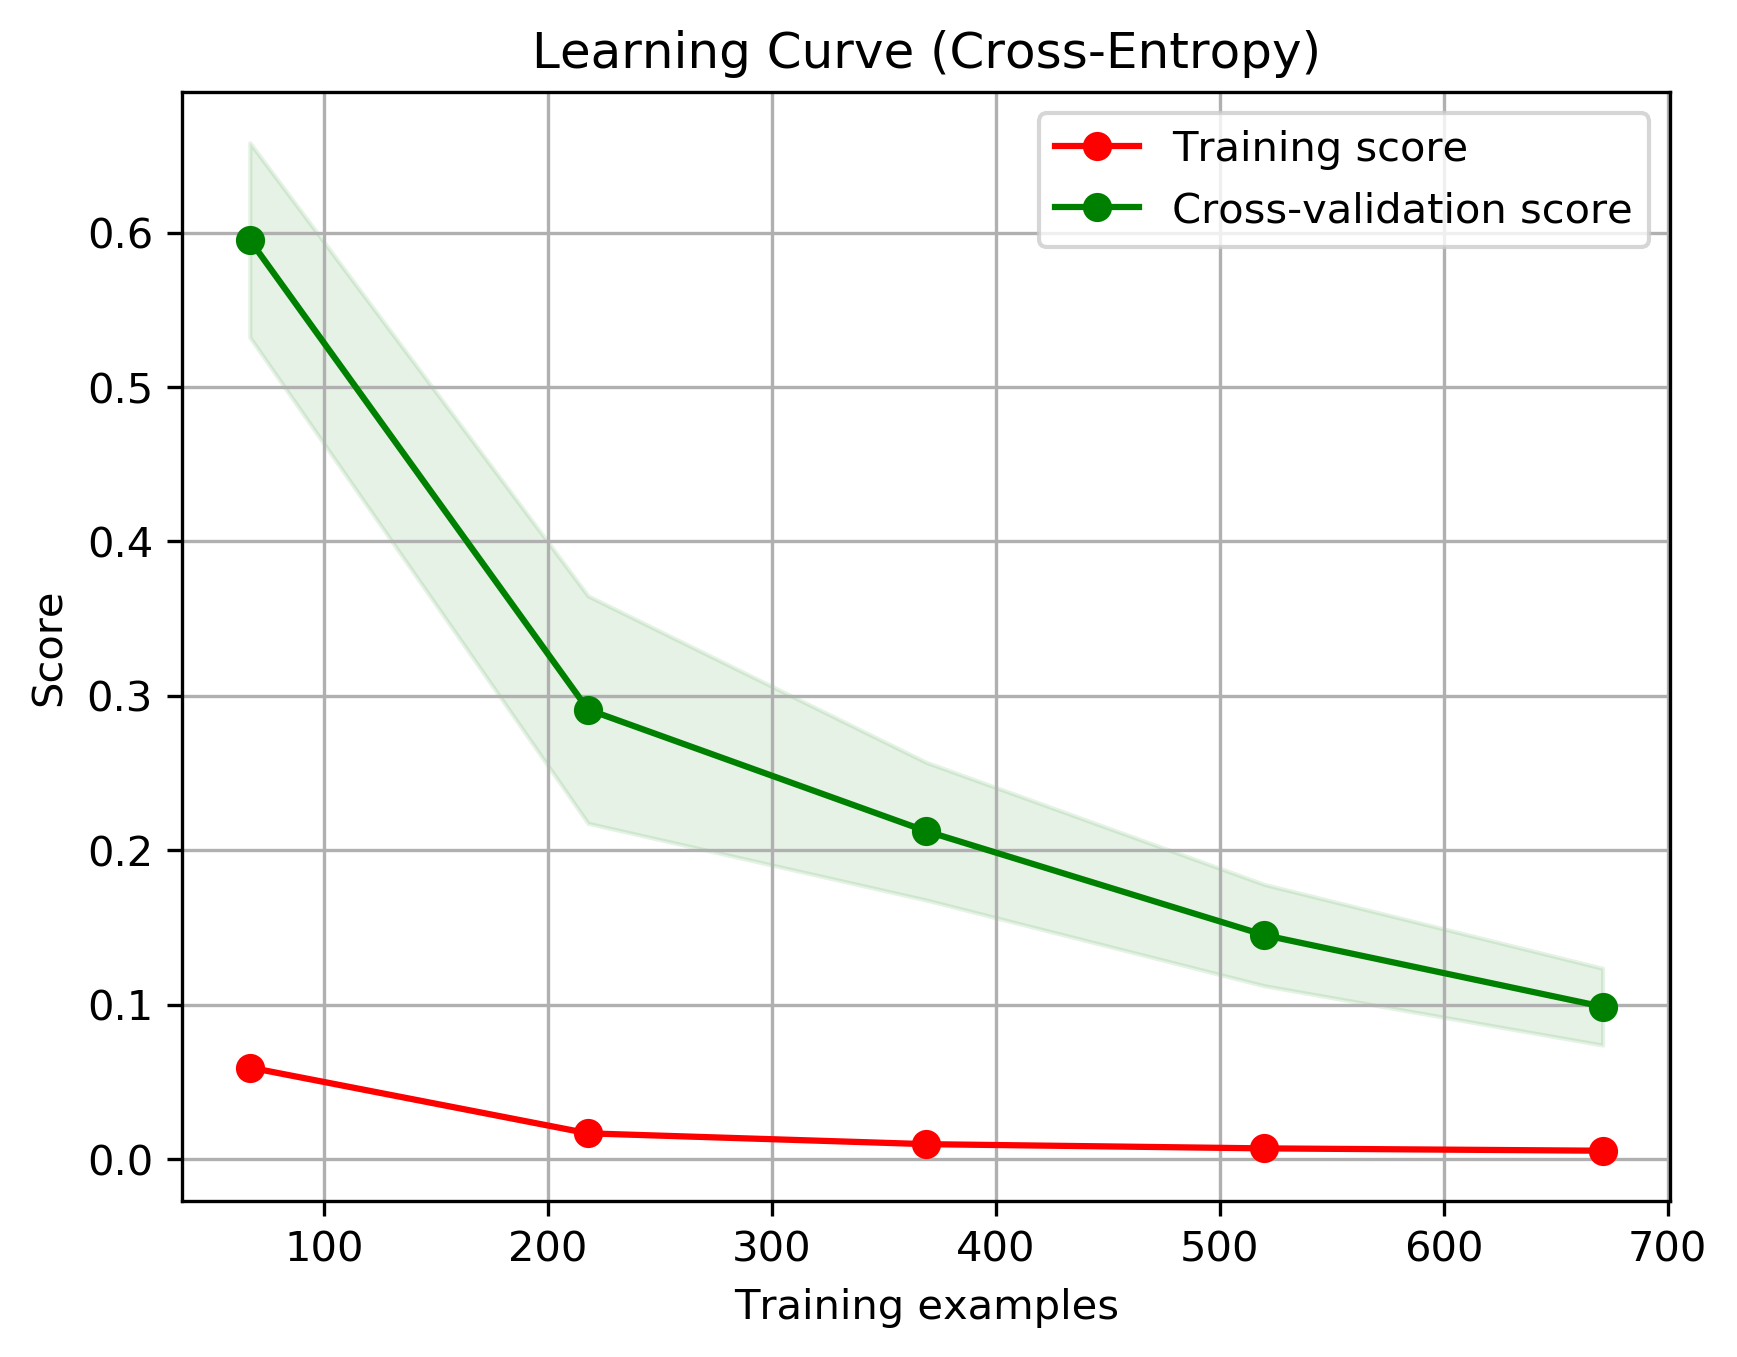 Learning Curve (Cross-Entropy)
Training score
Cross-validation score
0.6
0.5
0.4
0.3
0.2
0.1
0.0
Score
100 200 300 400 500 600 700
Training examples